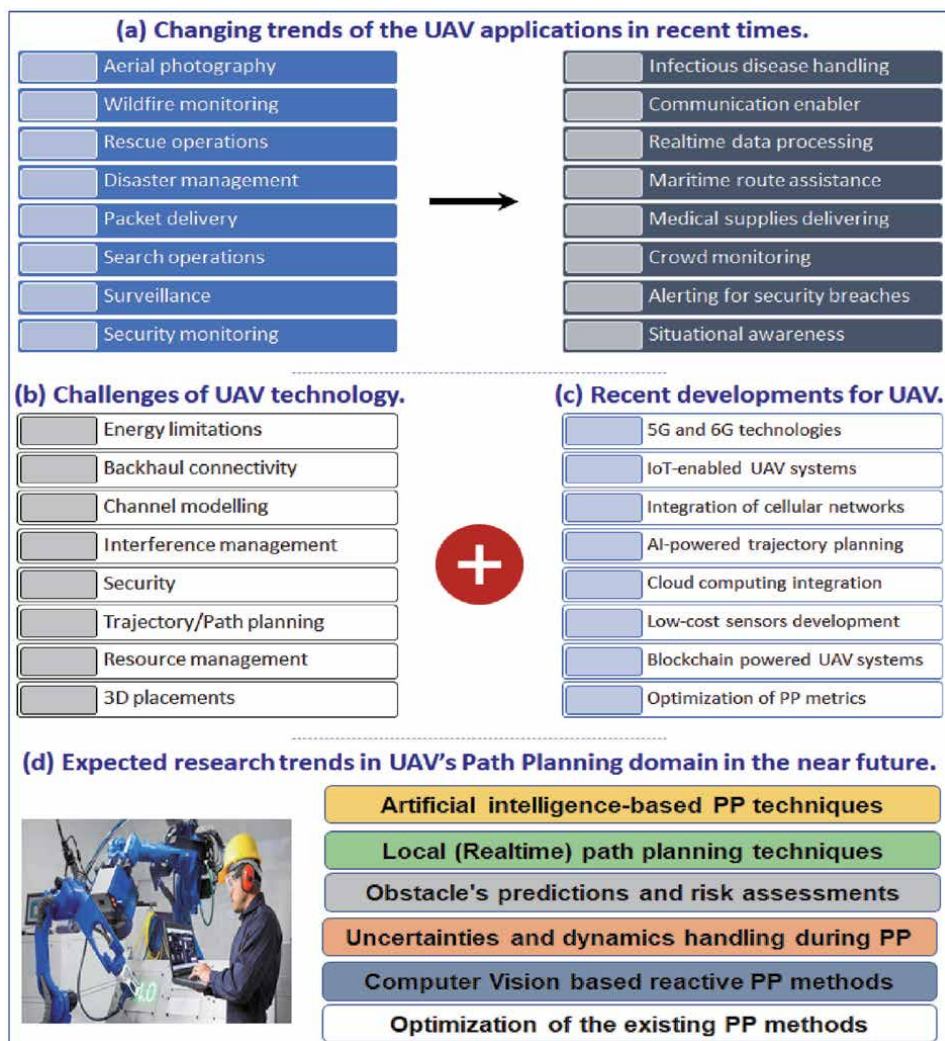 (a) Changing trends of the UAV applications in recent times.
Aerial photography
Wildfire monitoring
Rescue operations
Disaster management
Packet delivery
Search operations
Surveillance
Security monitoring
Infectious disease handling
Communication enabler
Realtime data processing
Maritime route assistance
Medical supplies delivering
Crowd monitoring
Alerting for security breaches
Situational awareness
(b) Challenges of UAV technology.
Energy limitations
Backhaul connectivity
Channel modelling
Interference management
Security
Trajectory/Path planning
Resource management
3D placements
(c) Recent developments for UAV.
5G and 6G technologies
IoT-enabled UAV systems
Integration of cellular networks
AI-powered trajectory planning
Cloud computing integration
Low-cost sensors development
Blockchain powered UAV systems
Optimization of PP metrics
(d) Expected research trends in UAV's Path Planning domain in the near future.
4.0
Artificial intelligence-based PP techniques
Local (Realtime) path planning techniques
Obstacle's predictions and risk assessments
Uncertainties and dynamics handling during PP
Computer Vision based reactive PP methods
Optimization of the existing PP methods